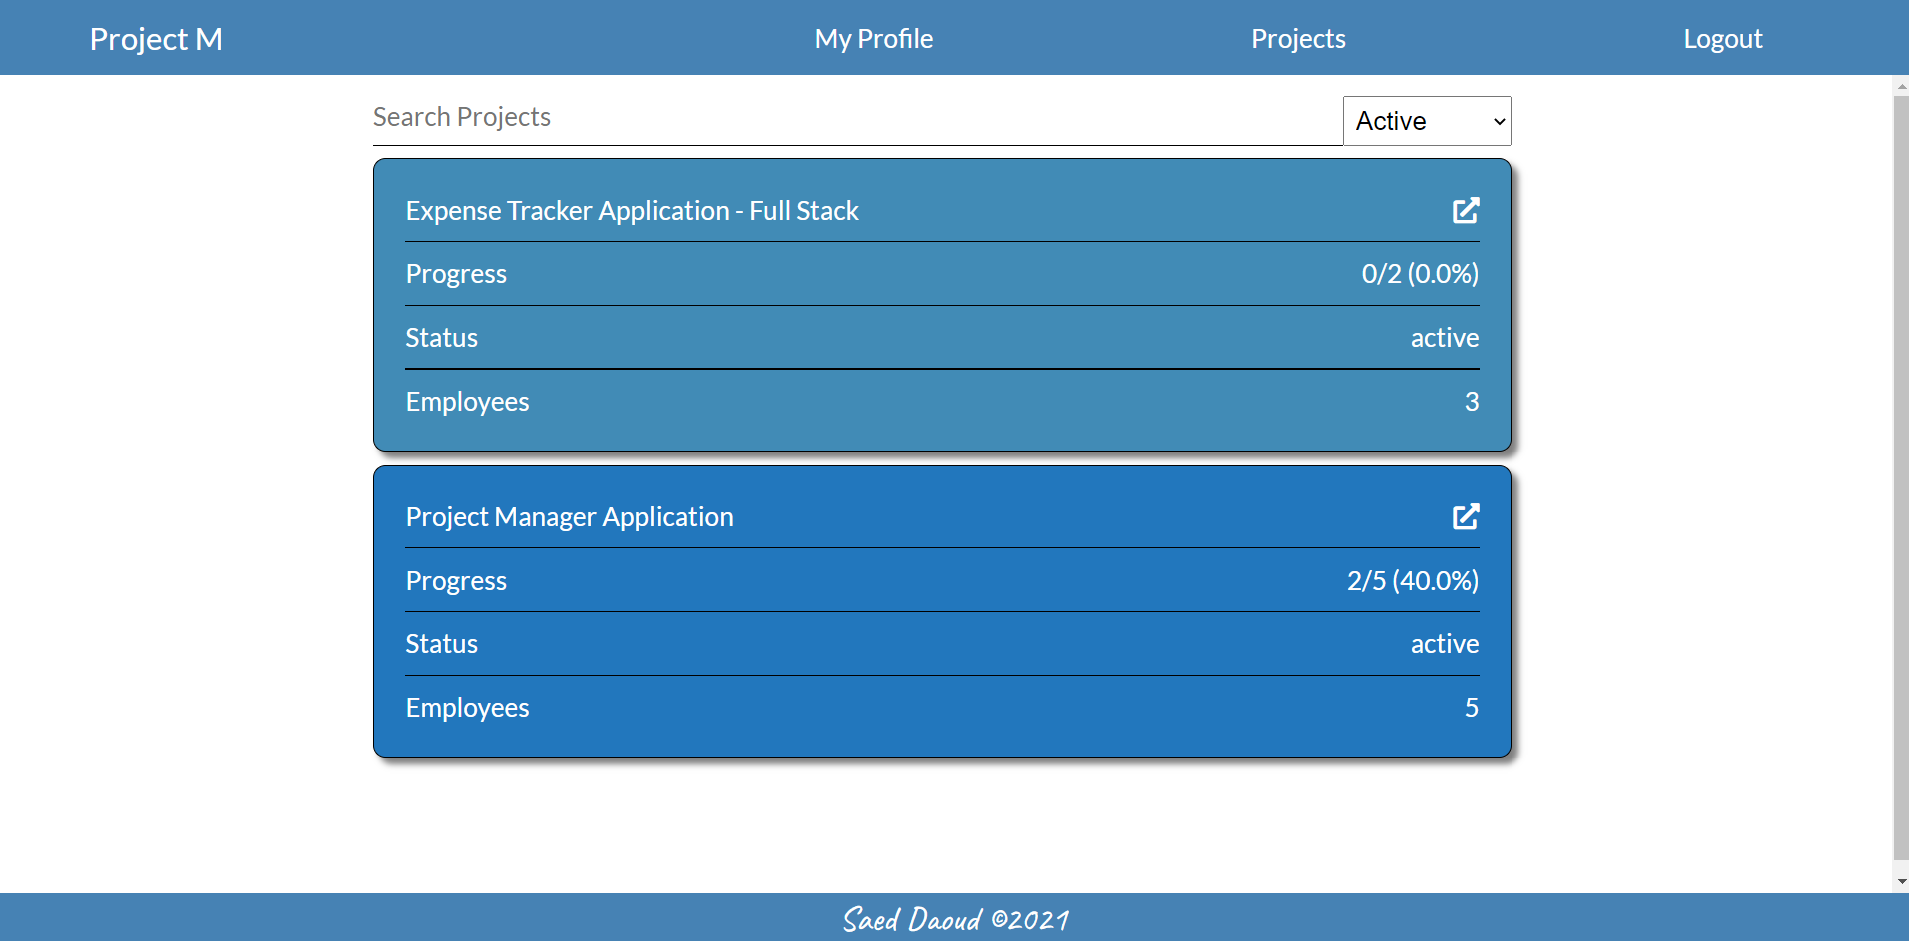 Project M My Profile Projects Logout
Search Projects Active
Expense Tracker Application - Full Stack
Progress 0/2 (0.0%)
Status active
Employees 3
Project Manager Application
Progress 2/5 (40.0%)
Status active
Employees 5
Saed Daoud ©2021